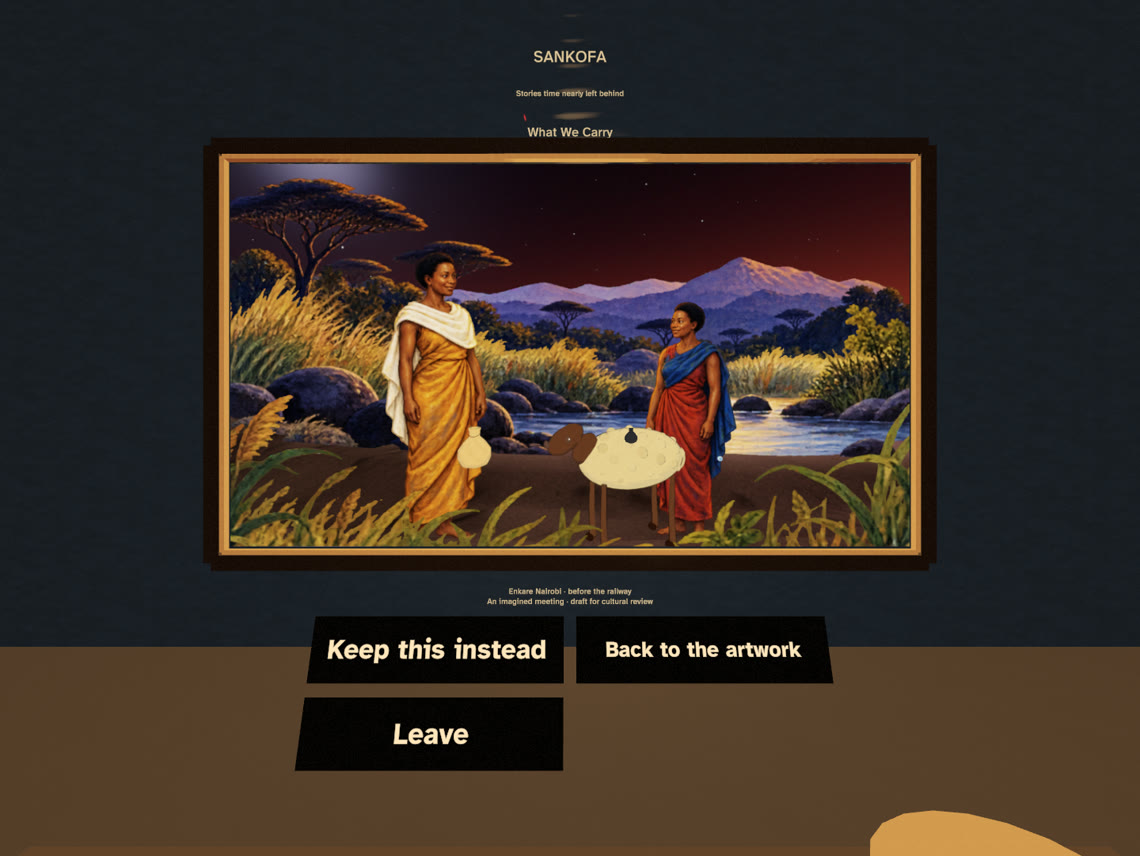 SANKOFA
Stories time nearly left behind
What We Carry
Enkare Nairobi · before the railway
An imagined meeting · draft for cultural review
Keep this instead
Back to the artwork
Leave